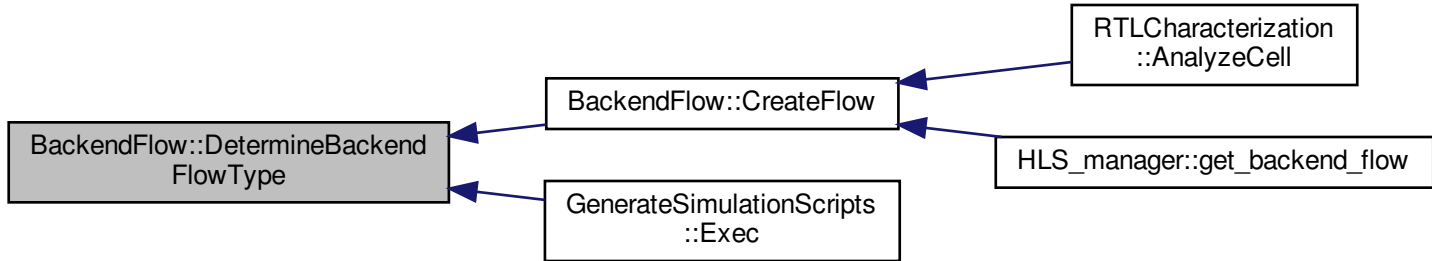 BackendFlow::DetermineBackend
FlowType
BackendFlow::CreateFlow
RTLCharacterization
::AnalyzeCell
HLS_manager::get_backend_flow
GenerateSimulationScripts
::Exec